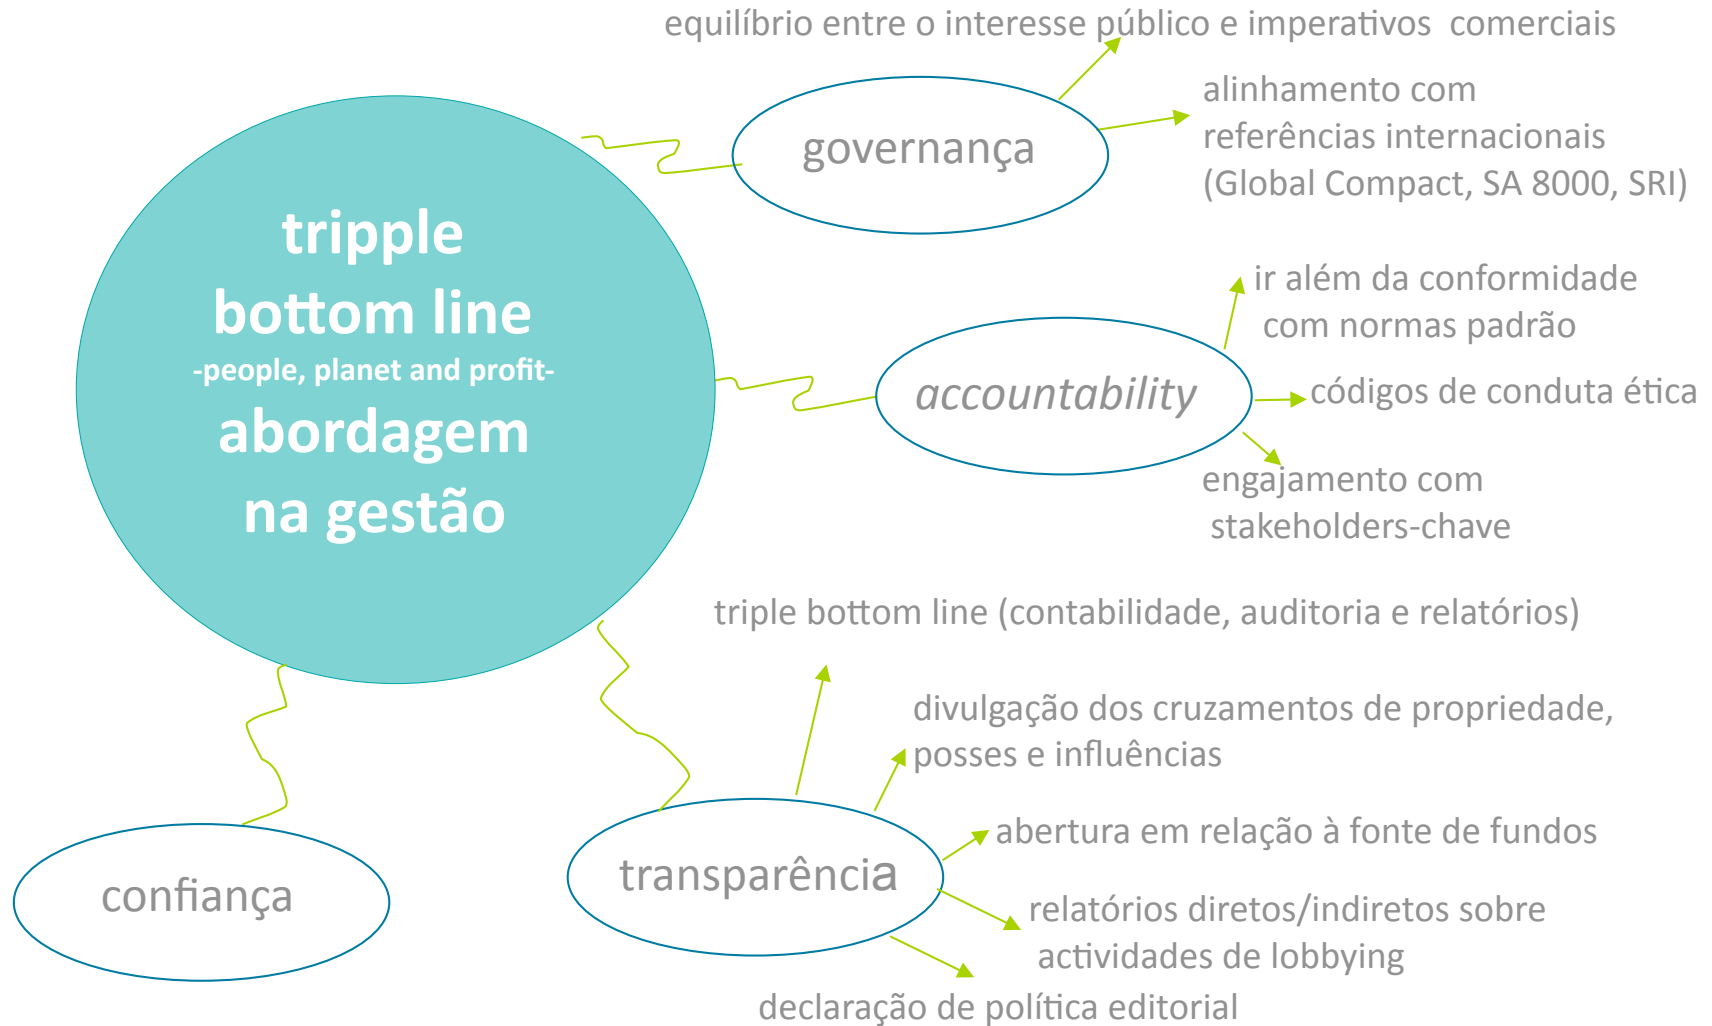 equilíbrio entre o interesse público e imperativos comerciais
governança
alinhamento com
referências internacionais
(Global Compact, SA 8000, SRI)
tripple
bottom line
-people, planet and profit-
abordagem
na gestão
accountability
ir além da conformidade
com normas padrão
códigos de conduta ética
engajamento com
stakeholders-chave
triple bottom line (contabilidade, auditoria e relatórios)
divulgação dos cruzamentos de propriedade,
posses e influências
abertura em relação à fonte de fundos
transparência
relatórios diretos/indiretos sobre
actividades de lobbying
declaração de política editorial
confiança